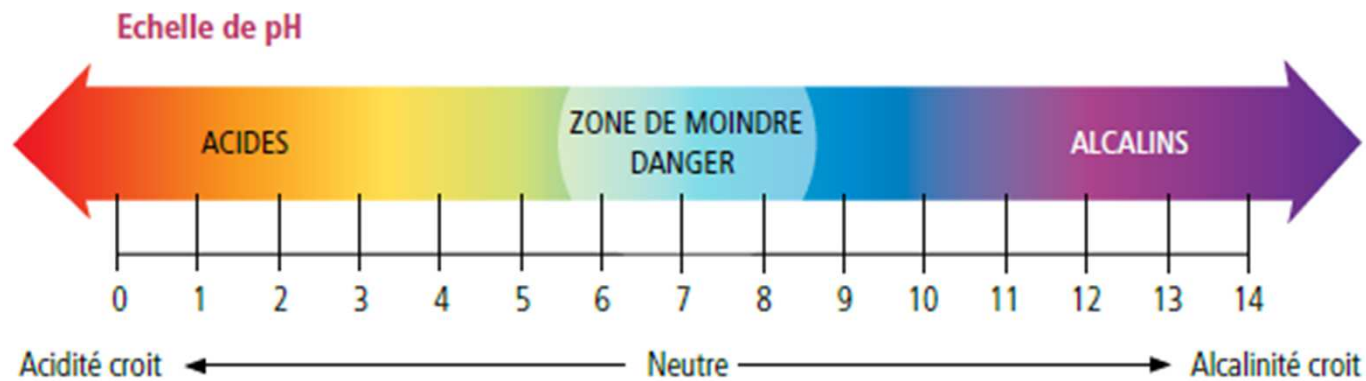 Echelle de pH
ACIDES
ZONE DE MOINDRE
DANGER
ALCALINS
0 1 2 3 4 5 6 7 8 9 10 11 12 13 14
Acidité croit Neutre Alcalinité croit